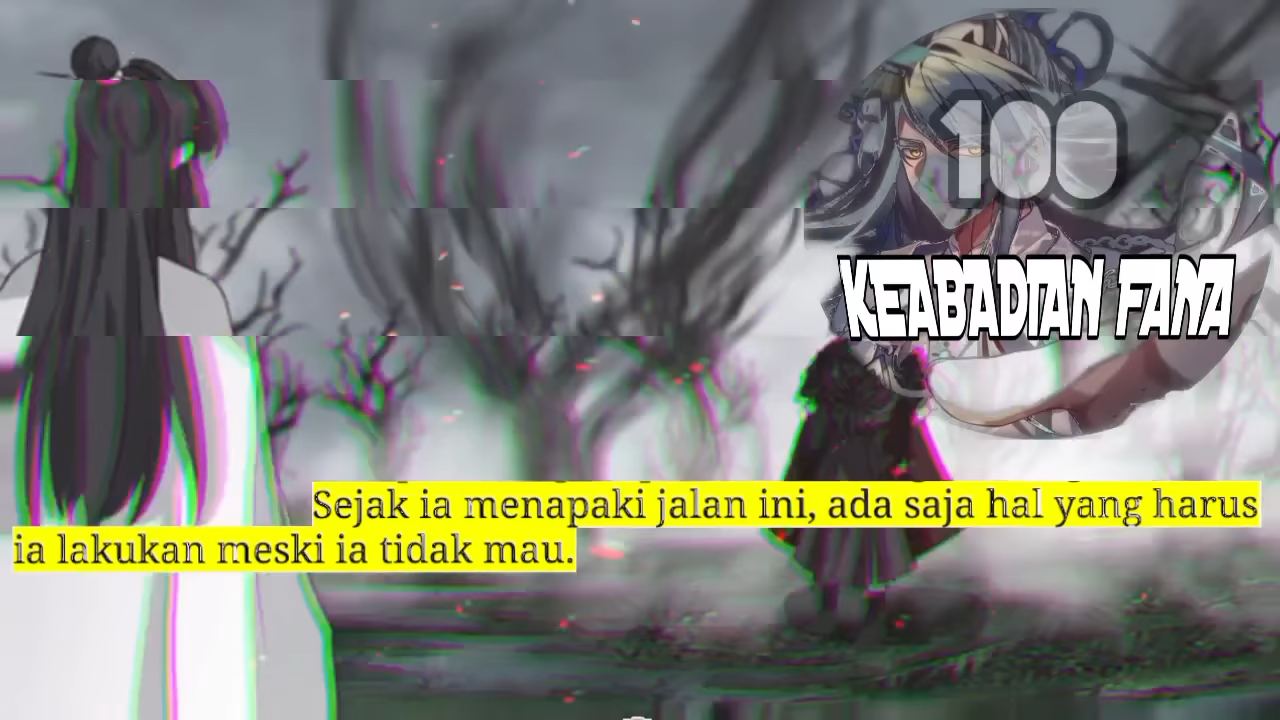 100
KEABADIAN FANA
Sejak ia menapaki jalan ini, ada saja hal yang harus
ia lakukan meski ia tidak mau.